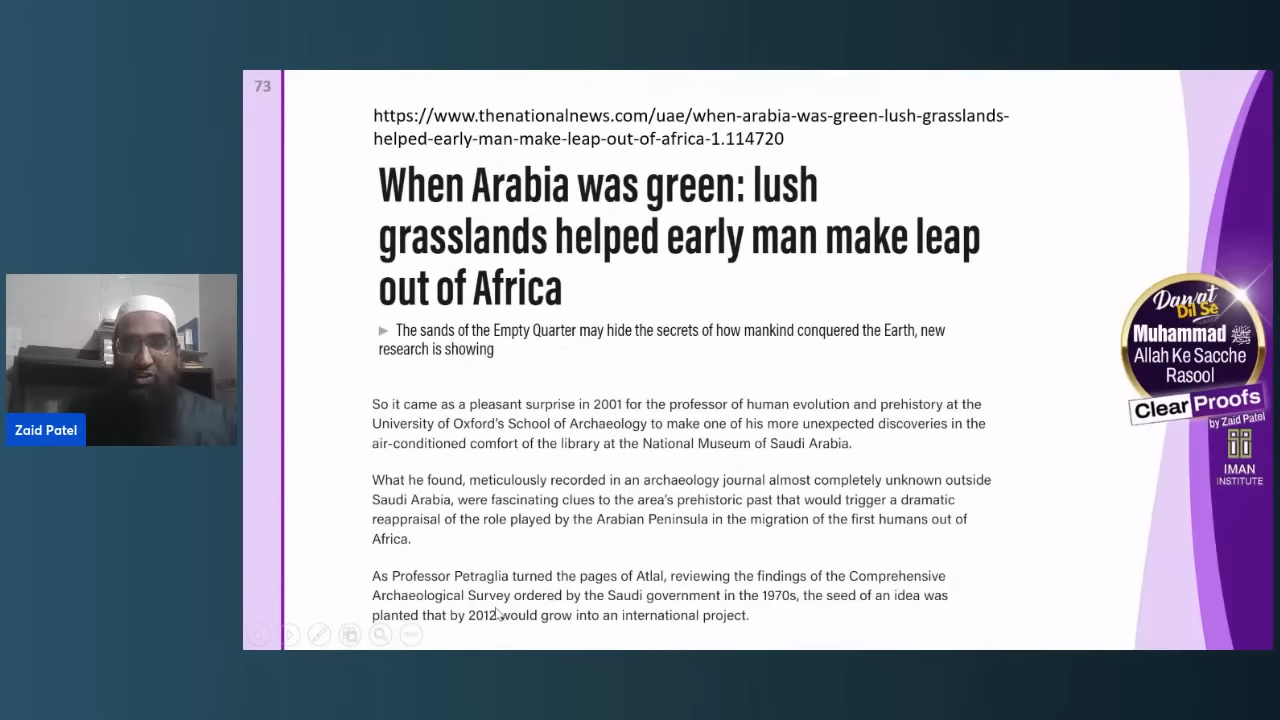 73
https://www.thenationalnews.com/uae/when-arabia-was-green-lush-grasslands-
helped-early-man-make-leap-out-of-africa-1.114720
When Arabia was green: lush
grasslands helped early man make leap
out of Africa
The sands of the Empty Quarter may hide the secrets of how mankind conquered the Earth, new
research is showing
So it came as a pleasant surprise in 2001 for the professor of human evolution and prehistory at the
University of Oxford's School of Archaeology to make one of his more unexpected discoveries in the
air-conditioned comfort of the library at the National Museum of Saudi Arabia.
What he found, meticulously recorded in an archaeology journal almost completely unknown outside
Saudi Arabia, were fascinating clues to the area's prehistoric past that would trigger a dramatic
reappraisal of the role played by the Arabian Peninsula in the migration of the first humans out of
Africa.
As Professor Petraglia turned the pages of Atlal, reviewing the findings of the Comprehensive
Archaeological Survey ordered by the Saudi government in the 1970s, the seed of an idea was
planted that by 2012 would grow into an international project.
Zaid Patel
Dawat
Dil Se
Muhammad ﷺ
Allah Ke Sacche
Rasool
Clear Proofs
by Zaid Patel
IMAN
INSTITUTE